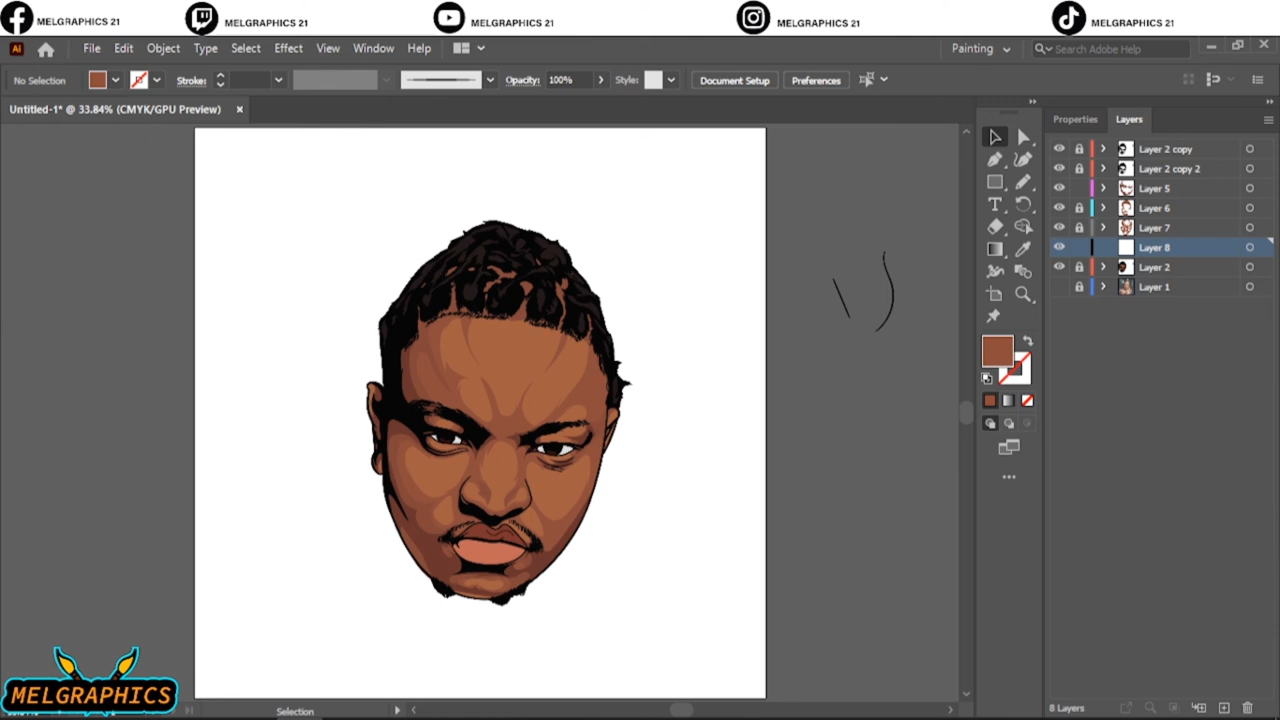 MELGRAPHICS 21 MELGRAPHICS 21 MELGRAPHICS 21 MELGRAPHICS 21 MELGRAPHICS 21
Ai File Edit Object Type Select Effect View Window Help Painting Search Adobe Help
No Selection Stroke: Opacity: 100% Style: Document Setup Preferences
Untitled-1* @ 33.84% (CMYK/GPU Preview)
Properties Layers
Layer 2 copy
Layer 2 copy 2
Layer 5
Layer 6
Layer 7
Layer 8
Layer 2
Layer 1
MELGRAPHICS
Selection
8 Layers